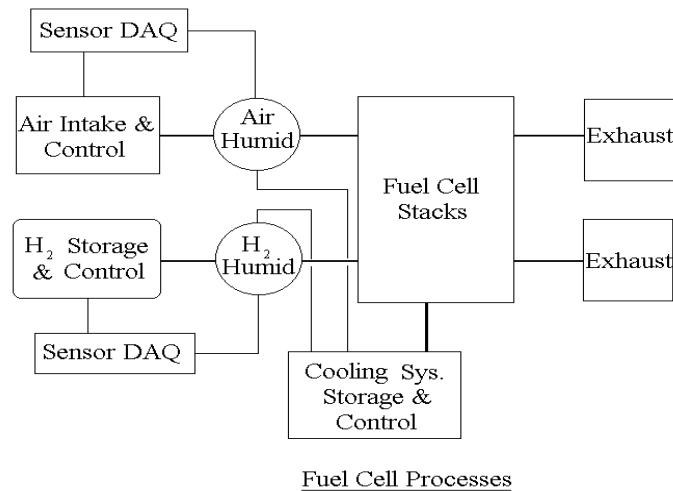 Sensor DAQ
Air Intake &
Control
Air
Humid
Fuel Cell
Stacks
Exhaust
H₂ Storage
& Control
H₂
Humid
Exhaust
Sensor DAQ
Cooling Sys.
Storage &
Control
Fuel Cell Processes